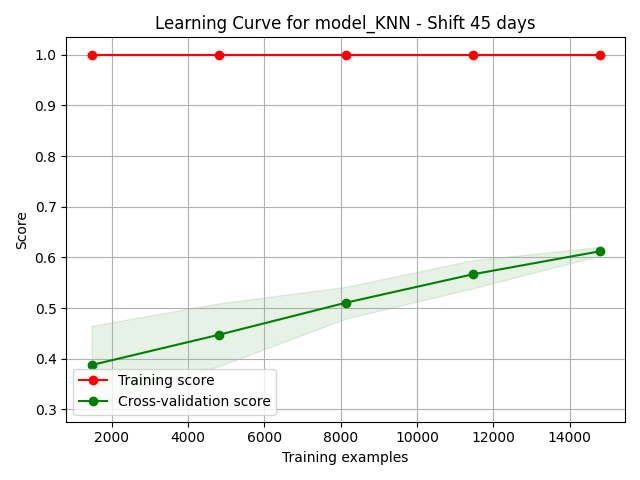 Learning Curve for model_KNN - Shift 45 days
Score
1.0
0.9
0.8
0.7
0.6
0.5
0.4
0.3
Training score
Cross-validation score
2000 4000 6000 8000 10000 12000 14000
Training examples